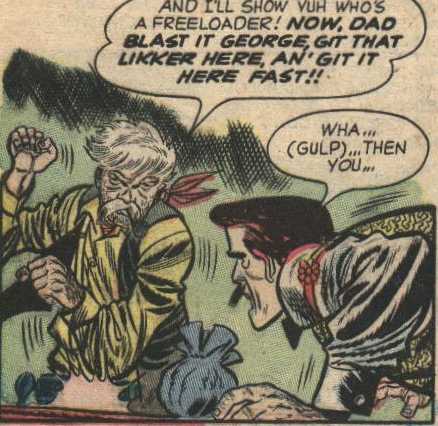 AND I'LL SHOW YUH WHO'S
A FREELOADER! NOW, DAD
BLAST IT GEORGE, GIT THAT
LIKKER HERE, AN' GIT IT
HERE FAST!!
WHA...
(GULP)...THEN
YOU...